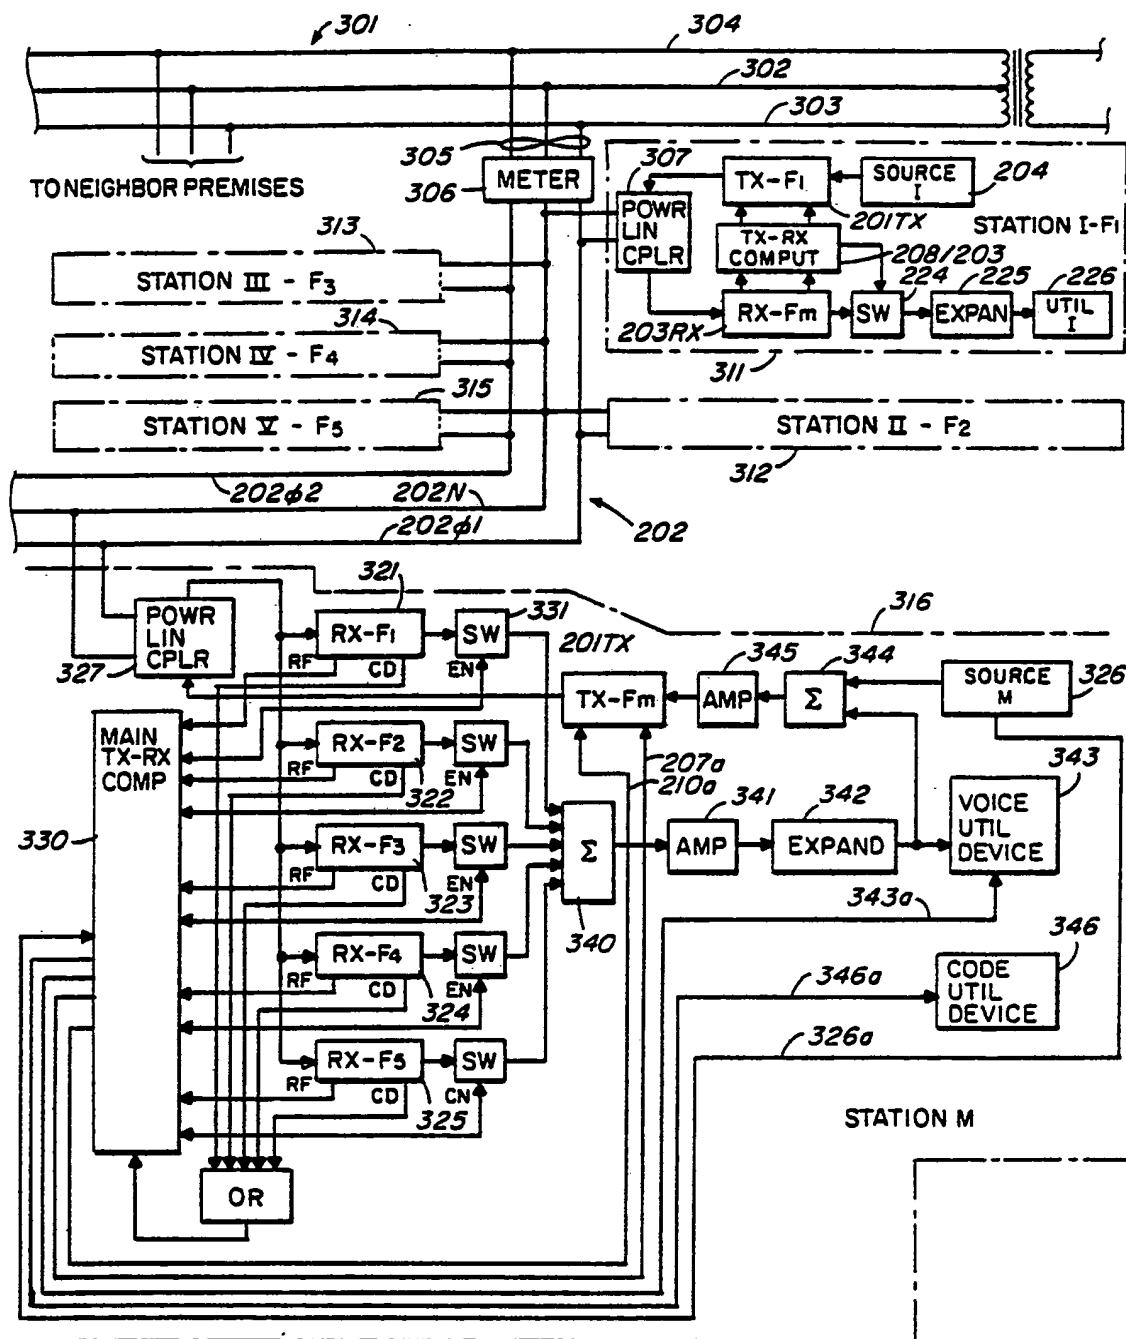 301
304
302
303
TO NEIGHBOR PREMISES
305
306
METER
307
POWR LIN CPLR
TX-F1
SOURCE I
204
201TX
STATION I-F1
TX-RX COMPUT
208/203
224
225
226
RX-Fm
SW
EXPAN
UTIL I
203RX
311
313
STATION III - F3
314
STATION IV - F4
315
STATION V - F5
STATION II - F2
312
202ϕ2
202N
202ϕ1
202
316
POWR LIN CPLR
327
321
RX-F1
RF
CD
331
SW
EN
201TX
TX-Fm
345
AMP
344
Σ
SOURCE M
326
MAIN TX-RX COMP
330
RX-F2
RF
CD
322
SW
EN
207a
210a
341
AMP
342
EXPAND
343
VOICE UTIL DEVICE
RX-F3
RF
CD
323
SW
EN
Σ
340
343a
RX-F4
RF
CD
324
SW
EN
346a
346
CODE UTIL DEVICE
326a
RX-F5
RF
CD
325
SW
CN
OR
STATION M